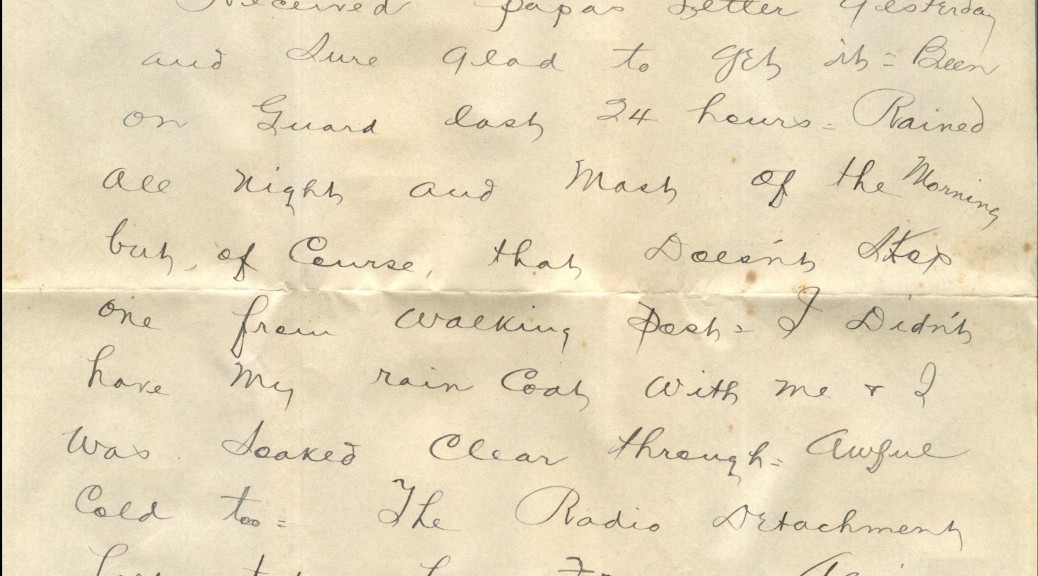 Received papas Letter yesterday
and Sure Glad to Get it = Been
on Guard last 24 hours = Rained
All night and Most of the Morning
but, of Course, that Doesn't Stop
one from walking post = I Didn't
have My rain Coat with me & I
was Soaked Clear through = Awful
Cold too = The Radio Detachment